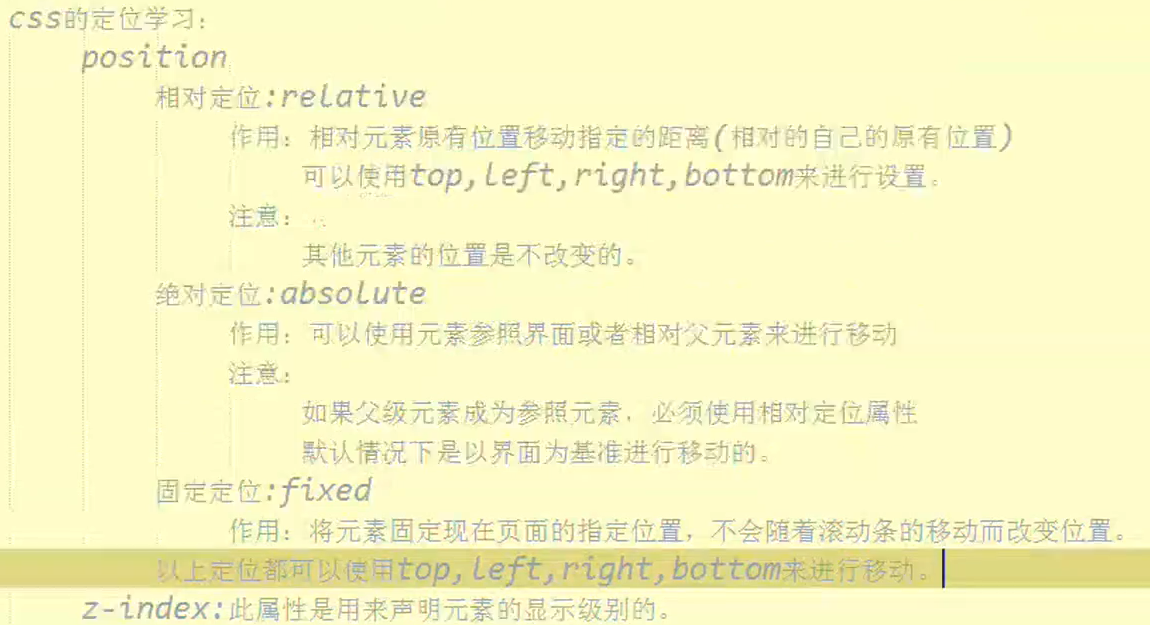 css的定位学习:
position
相对定位:relative
作用：相对元素原有位置移动指定的距离(相对的自己的原有位置)
可以使用top,left,right,bottom来进行设置。
注意：
其他元素的位置是不改变的。
绝对定位:absolute
作用：可以使用元素参照界面或者相对父元素来进行移动
注意：
如果父级元素成为参照元素，必须使用相对定位属性
默认情况下是以界面为基准进行移动的。
固定定位:fixed
作用：将元素固定现在页面的指定位置，不会随着滚动条的移动而改变位置。
以上定位都可以使用top,left,right,bottom来进行移动。
z-index:此属性是用来声明元素的显示级别的。